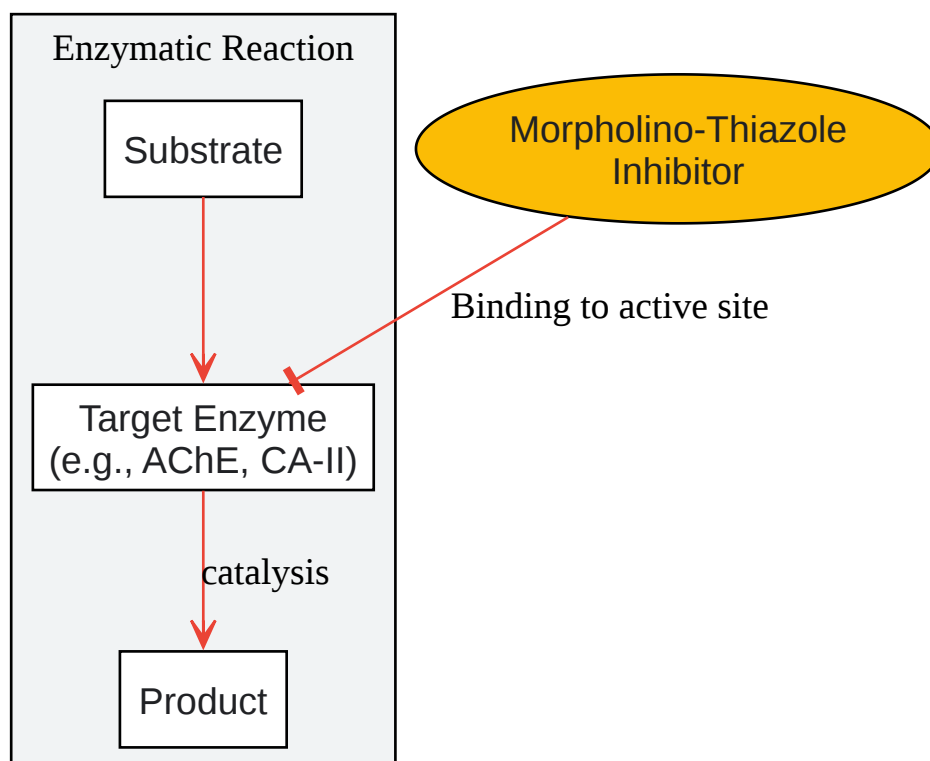 Enzymatic Reaction
Substrate
Morpholino-Thiazole
Inhibitor
Binding to active site
Target Enzyme
(e.g., AChE, CA-II)
catalysis
Product